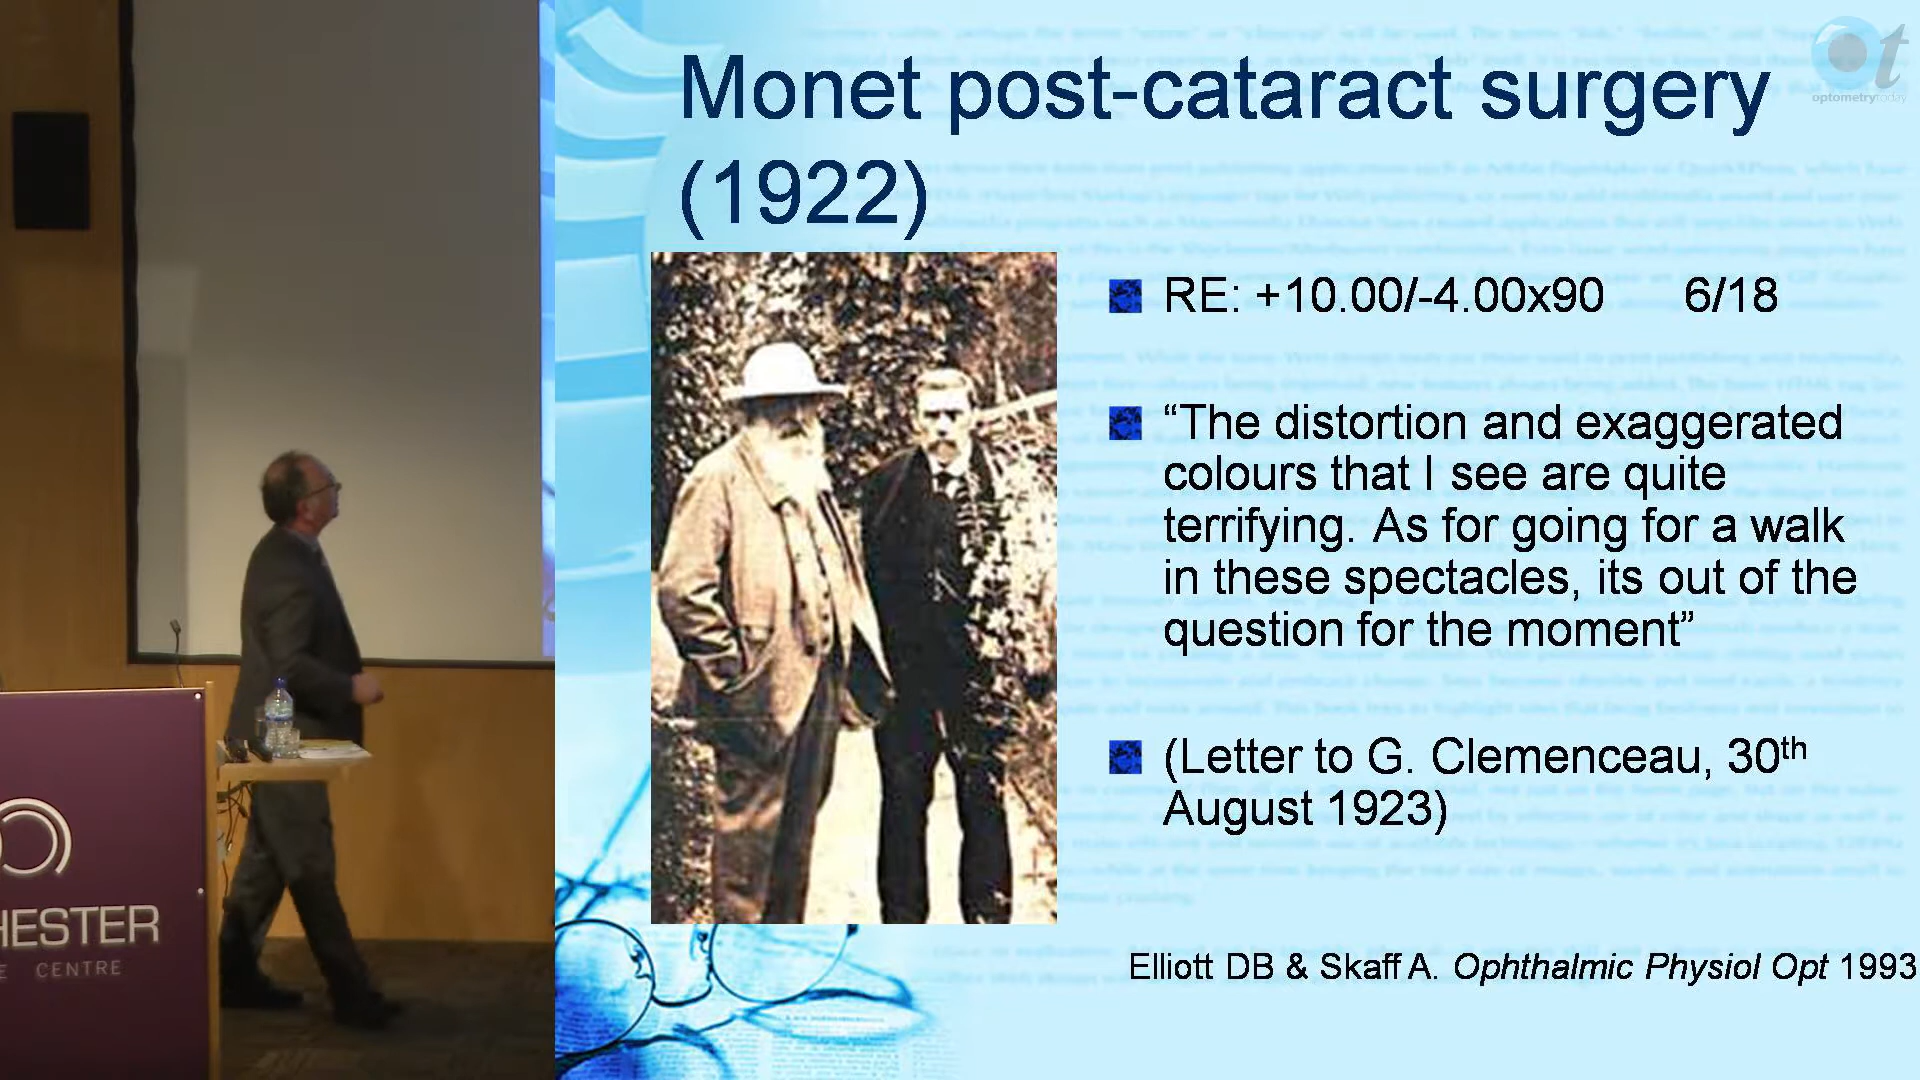 Monet post-cataract surgery
(1922)
RE: +10.00/-4.00x90 6/18
“The distortion and exaggerated
colours that I see are quite
terrifying. As for going for a walk
in these spectacles, its out of the
question for the moment”
(Letter to G. Clemenceau, 30th
August 1923)
Elliott DB & Skaff A. Ophthalmic Physiol Opt 1993
ot
optometrytoday
HESTER
E CENTRE